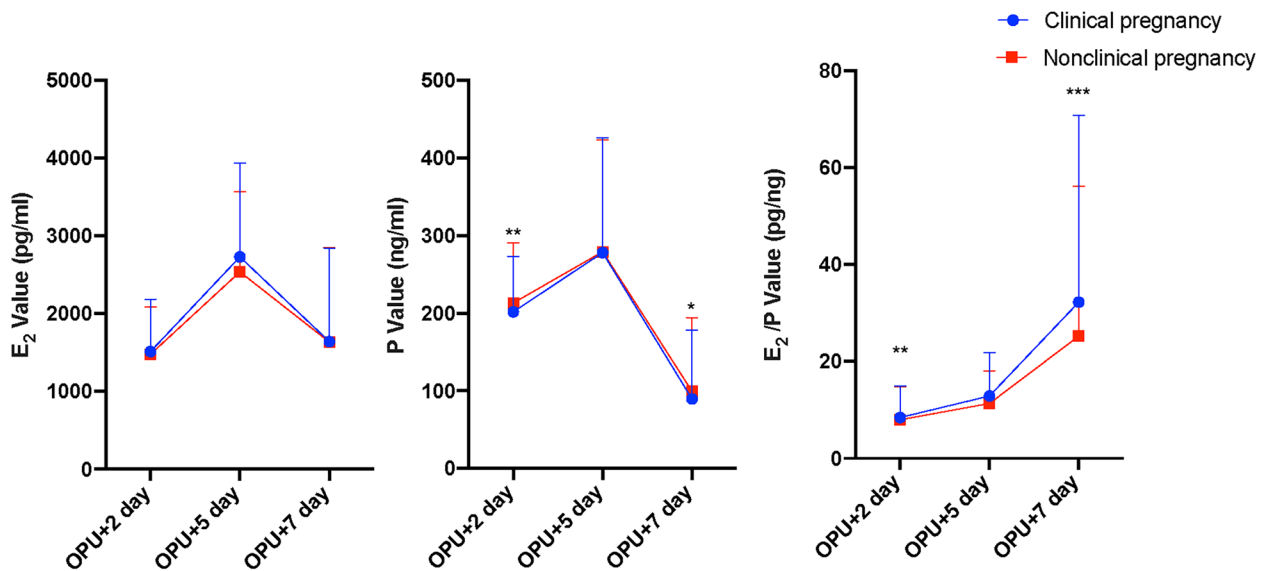 Clinical pregnancy
Nonclinical pregnancy
E2 Value (pg/ml)
5000
4000
3000
2000
1000
0
OPU+2 day
OPU+5 day
OPU+7 day
P Value (ng/ml)
500
400
300
200
100
0
**
*
OPU+2 day
OPU+5 day
OPU+7 day
E2 /P Value (pg/ng)
80
60
40
20
0
**
***
OPU+2 day
OPU+5 day
OPU+7 day